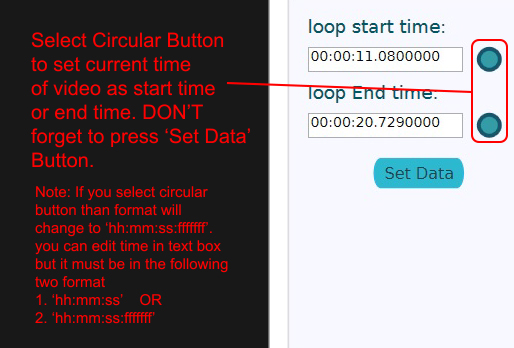 Select Circular Button
to set current time
of video as start time
or end time. DON'T
forget to press 'Set Data'
Button.
Note: If you select circular
button than format will
change to 'hh:mm:ss:fffffff'.
you can edit time in text box
but it must be in the following
two format
1. 'hh:mm:ss' OR
2. 'hh:mm:ss:fffffff'
loop start time:
00:00:11.0800000
loop End time:
00:00:20.7290000
Set Data